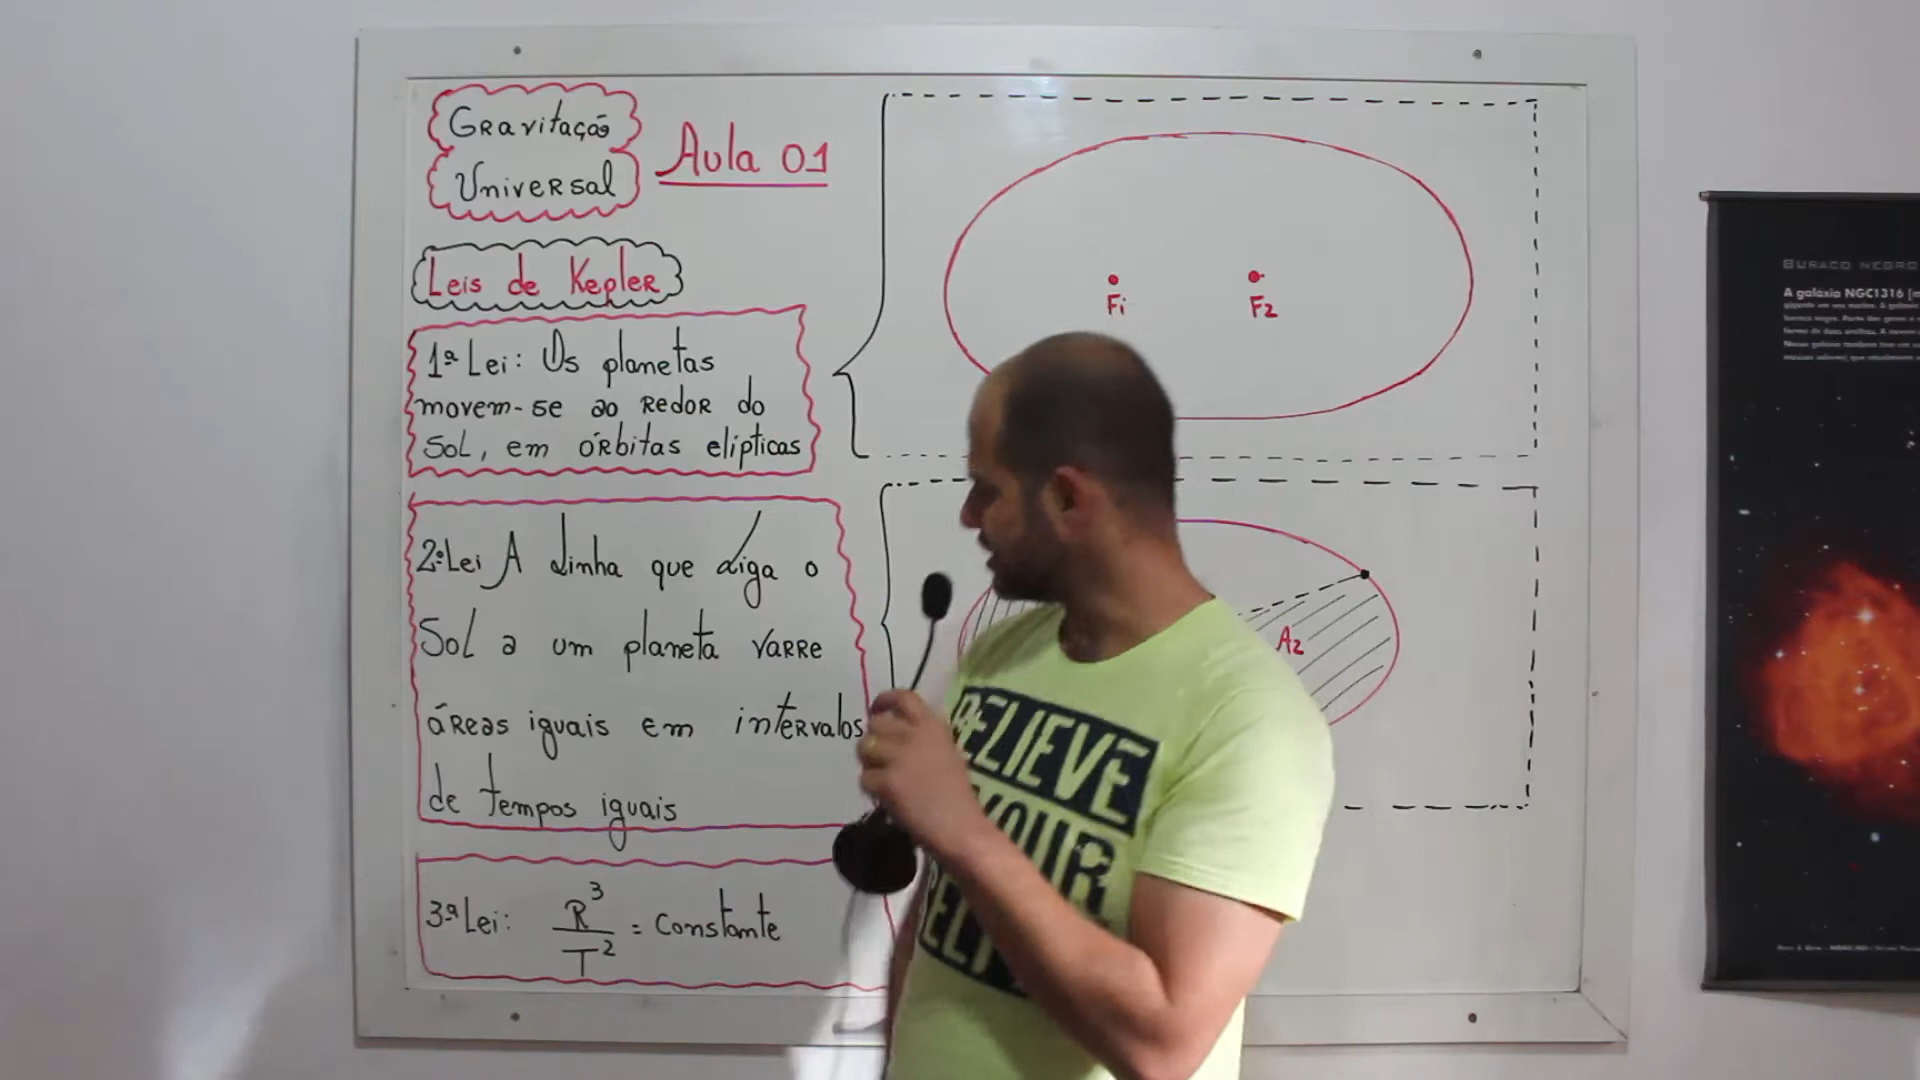 Gravitação
Universal
Aula 01
Leis de Kepler
1ª Lei: Os planetas
movem-se ao redor do
Sol, em órbitas elípticas
2ª Lei A linha que liga o
Sol a um planeta varre
áreas iguais em intervalos
de tempos iguais
3ª Lei: R³/T² = Constante
F1
F2
A2
BELIEVE
YOUR
BURACO NEGRO
A galáxia NGC1316